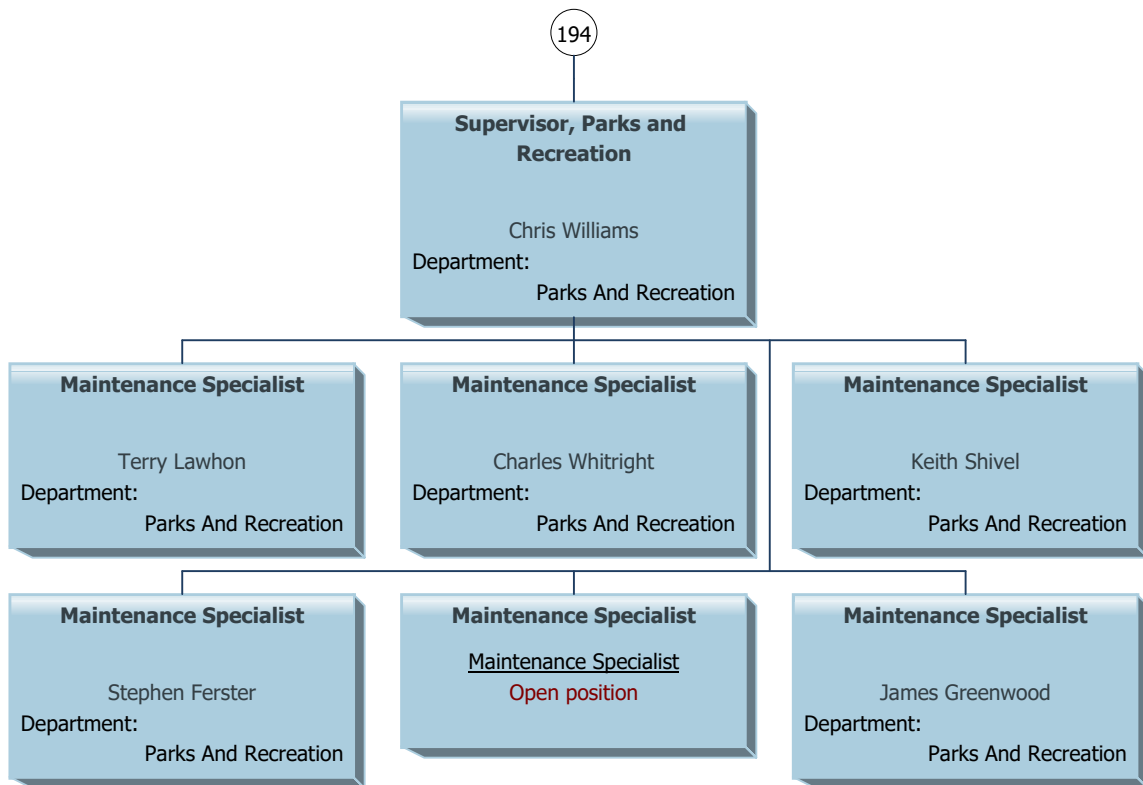 194
Supervisor, Parks and
Recreation
Chris Williams
Department:
Parks And Recreation
Maintenance Specialist
Terry Lawhon
Department:
Parks And Recreation
Maintenance Specialist
Charles Whitright
Department:
Parks And Recreation
Maintenance Specialist
Keith Shivel
Department:
Parks And Recreation
Maintenance Specialist
Stephen Ferster
Department:
Parks And Recreation
Maintenance Specialist
Maintenance Specialist
Open position
Maintenance Specialist
James Greenwood
Department:
Parks And Recreation